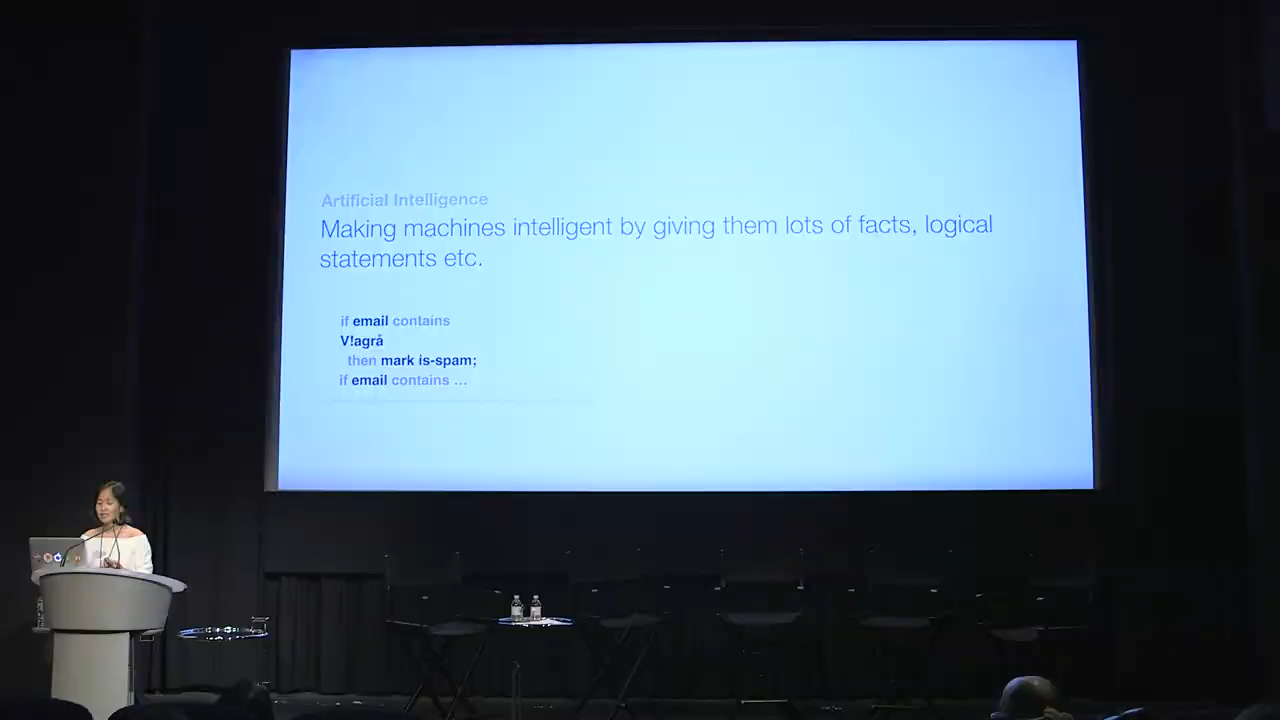 Artificial Intelligence
Making machines intelligent by giving them lots of facts, logical
statements etc.
if email contains
V!agrå
then mark is-spam;
if email contains ...